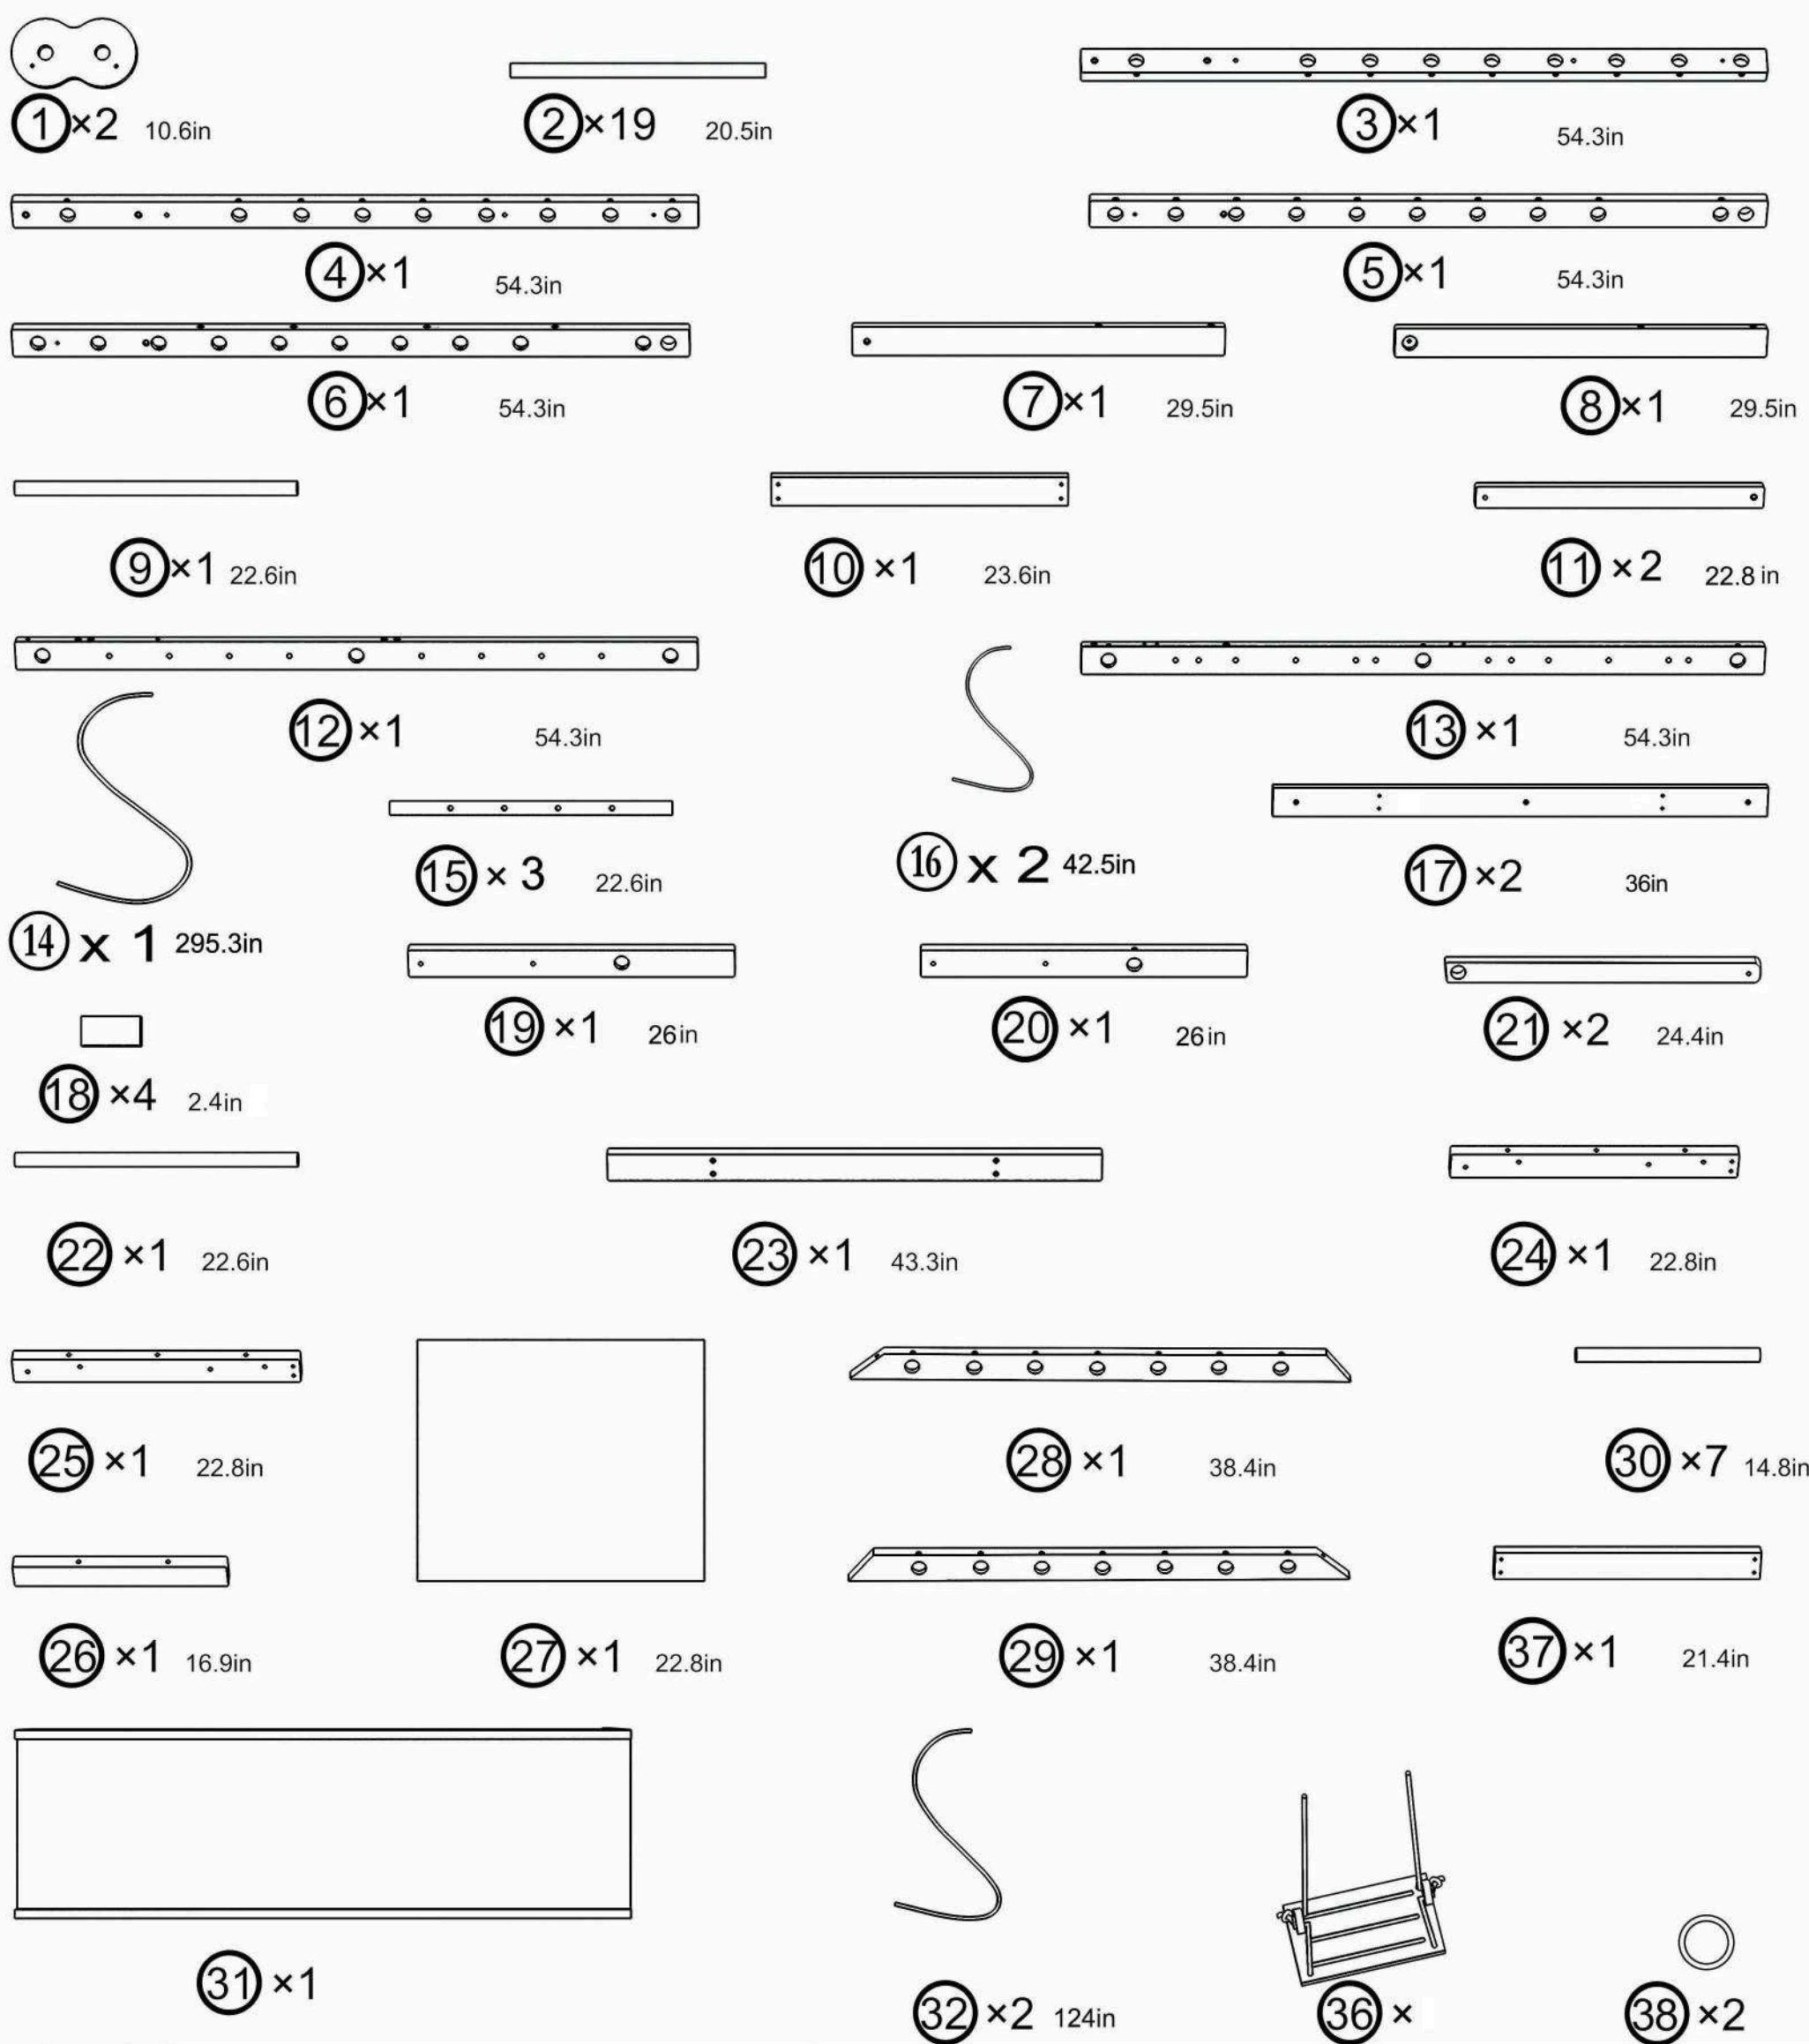 1 ×2 10.6in
2 ×19 20.5in
3 ×1 54.3in
4 ×1 54.3in
5 ×1 54.3in
6 ×1 54.3in
7 ×1 29.5in
8 ×1 29.5in
9 ×1 22.6in
10 ×1 23.6in
11 ×2 22.8 in
12 ×1 54.3in
13 ×1 54.3in
14 x 1 295.3in
15 × 3 22.6in
16 x 2 42.5in
17 ×2 36in
18 ×4 2.4in
19 ×1 26in
20 ×1 26in
21 ×2 24.4in
22 ×1 22.6in
23 ×1 43.3in
24 ×1 22.8in
25 ×1 22.8in
28 ×1 38.4in
30 ×7 14.8in
26 ×1 16.9in
27 ×1 22.8in
29 ×1 38.4in
37 ×1 21.4in
31 ×1
32 ×2 124in
36 ×
38 ×2